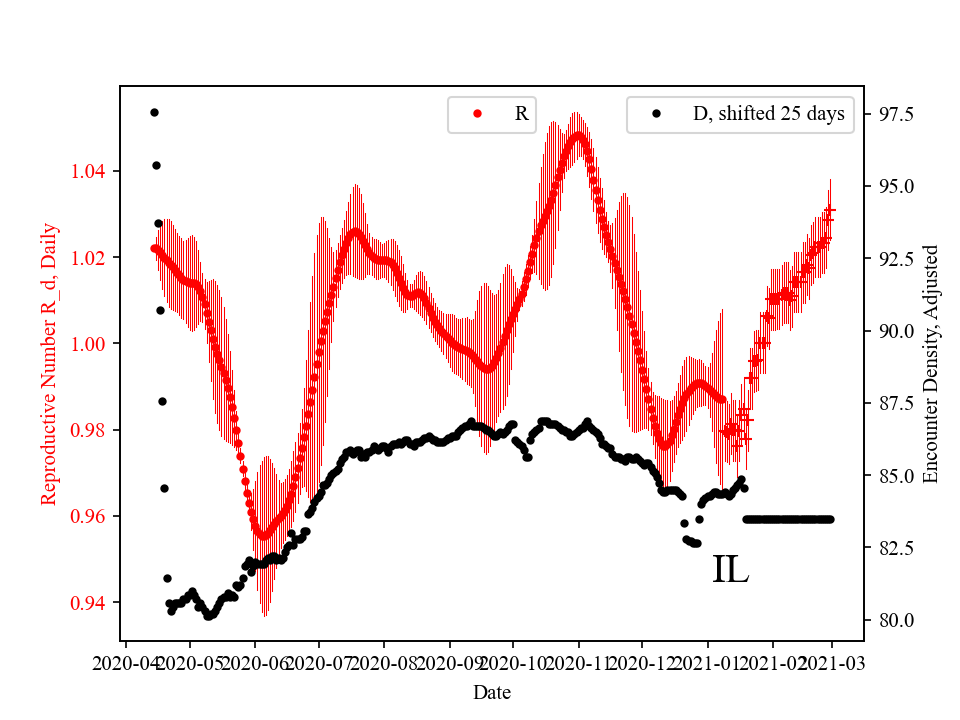 R
D, shifted 25 days
1.04
1.02
1.00
0.98
0.96
0.94
Reproductive Number R_d, Daily
97.5
95.0
92.5
90.0
87.5
85.0
82.5
80.0
Encounter Density, Adjusted
IL
2020-04 2020-05 2020-06 2020-07 2020-08 2020-09 2020-10 2020-11 2020-12 2021-01 2021-02 2021-03
Date